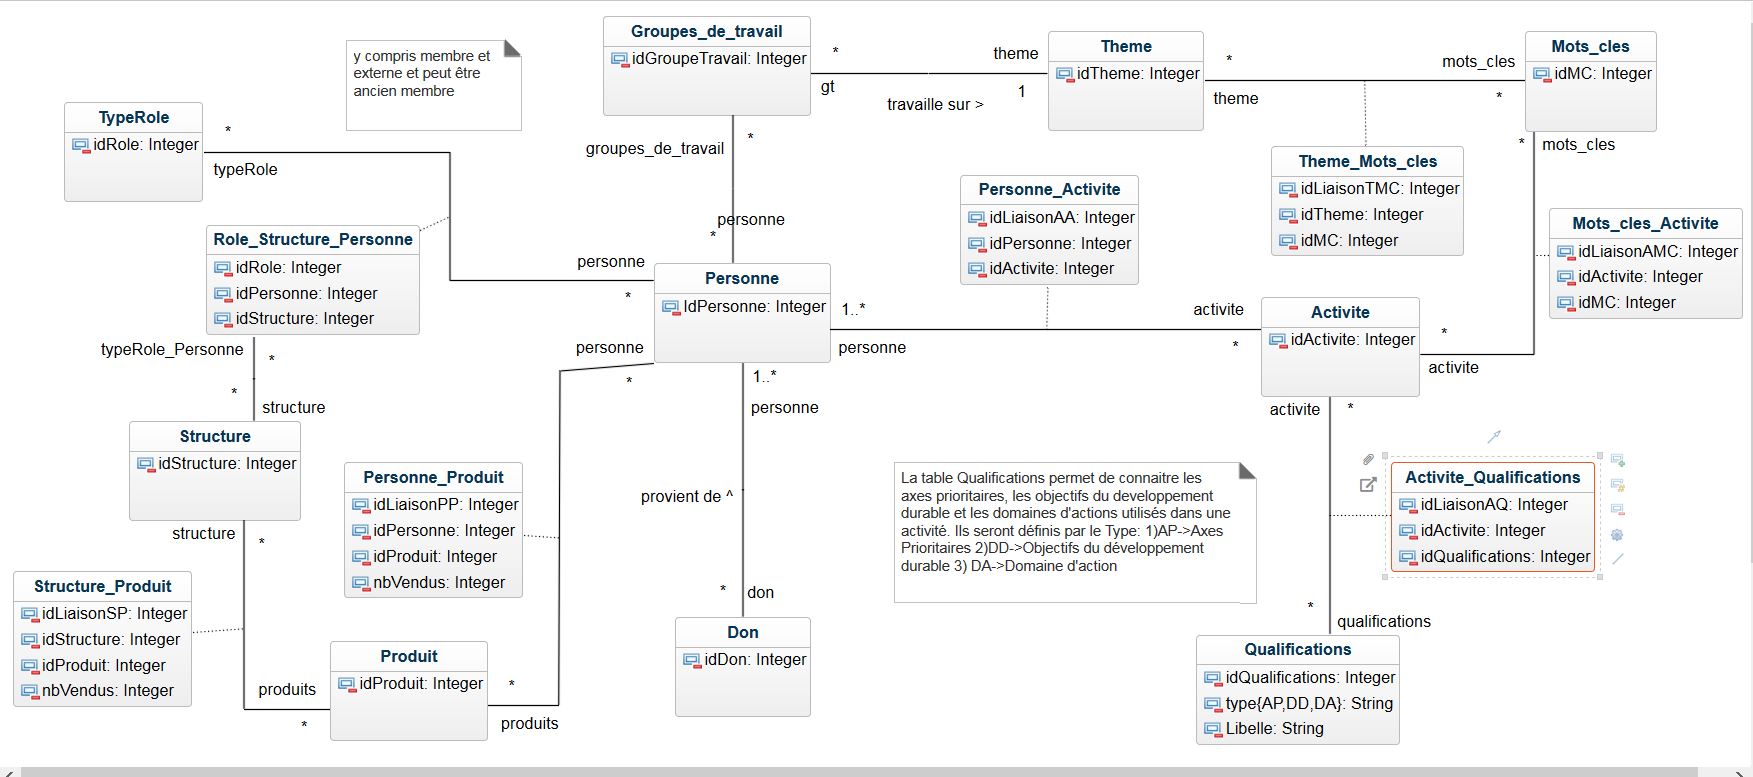 Groupes_de_travail
idGroupeTravail: Integer
*
gt
travaille sur >
theme
1
Theme
idTheme: Integer
*
theme
mots_cles
*
Mots_cles
idMC: Integer
y compris membre et
externe et peut être
ancien membre
TypeRole
idRole: Integer
*
typeRole
*
groupes_de_travail
personne
*
Theme_Mots_cles
idLiaisonTMC: Integer
idTheme: Integer
idMC: Integer
*
mots_cles
Personne_Activite
idLiaisonAA: Integer
idPersonne: Integer
idActivite: Integer
Mots_cles_Activite
idLiaisonAMC: Integer
idActivite: Integer
idMC: Integer
Role_Structure_Personne
idRole: Integer
idPersonne: Integer
idStructure: Integer
personne
*
Personne
IdPersonne: Integer
1..*
personne
activite
*
Activite
idActivite: Integer
*
activite
typeRole_Personne
*
*
structure
personne
*
1..*
personne
activite
*
Structure
idStructure: Integer
structure
*
Personne_Produit
idLiaisonPP: Integer
idPersonne: Integer
idProduit: Integer
nbVendus: Integer
provient de ^
La table Qualifications permet de connaitre les
axes prioritaires, les objectifs du developpement
durable et les domaines d'actions utilisés dans une
activité. Ils seront définis par le Type: 1)AP->Axes
Prioritaires 2)DD->Objectifs du développement
durable 3) DA->Domaine d'action
Activite_Qualifications
idLiaisonAQ: Integer
idActivite: Integer
idQualifications: Integer
Structure_Produit
idLiaisonSP: Integer
idStructure: Integer
idProduit: Integer
nbVendus: Integer
*
don
*
qualifications
Produit
idProduit: Integer
produits
*
*
produits
Don
idDon: Integer
Qualifications
idQualifications: Integer
type{AP,DD,DA}: String
Libelle: String